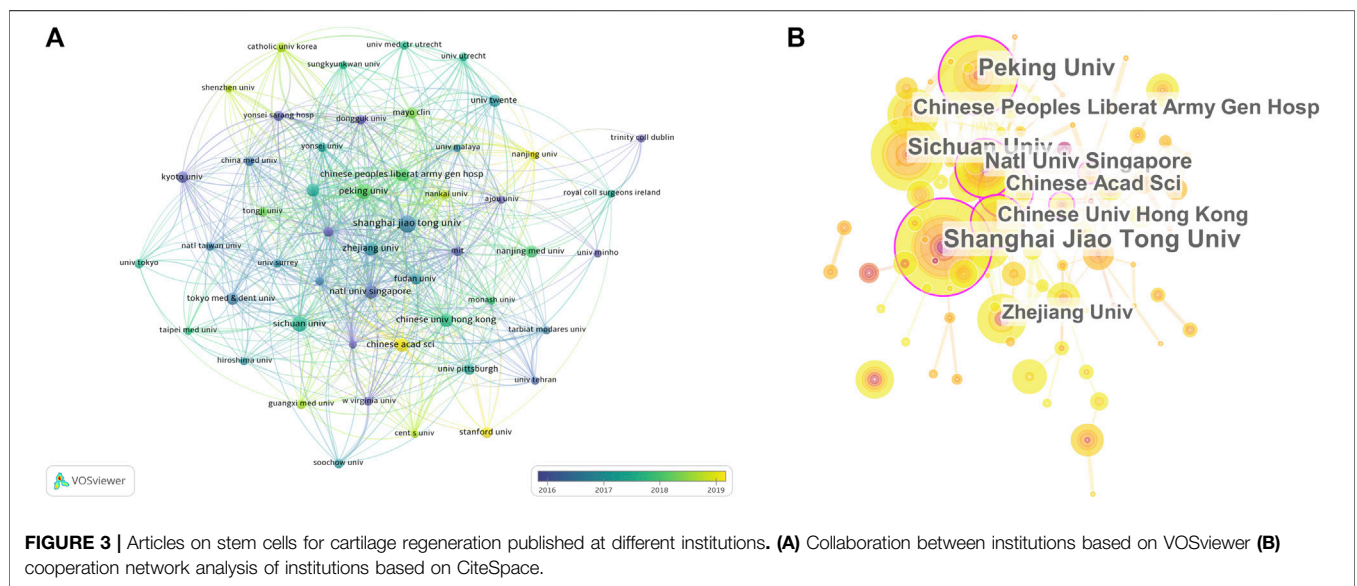 A
catholic univ korea
univ med ctr utrecht
sungkyunkwan univ
univ utrecht
shenzhen univ
univ twente
yonsei sarang hosp
dongguk univ
mayo clin
trinity coll dublin
yonsei univ
univ malaya
nanjing univ
china med univ
kyoto univ
chinese peoples liberat army gen hosp
peking univ
nankai univ
ajou univ
royal coll surgeons ireland
tongji univ
shanghai jiao tong univ
natl taiwan univ
zhejiang univ
mit
nanjing med univ
univ minho
univ tokyo
univ surrey
fudan univ
natl univ singapore
tokyo med & dent univ
monash univ
taipei med univ
sichuan univ
chinese univ hong kong
tarbiat modares univ
chinese acad sci
hiroshima univ
univ pittsburgh
univ tehran
guangxi med univ
w virginia univ
cent s univ
stanford univ
soochow univ
VOSviewer
2016 2017 2018 2019
B
Peking Univ
Chinese Peoples Liberat Army Gen Hosp
Sichuan Univ
Natl Univ Singapore
Chinese Acad Sci
Chinese Univ Hong Kong
Shanghai Jiao Tong Univ
Zhejiang Univ
FIGURE 3 | Articles on stem cells for cartilage regeneration published at different institutions. (A) Collaboration between institutions based on VOSviewer (B)
cooperation network analysis of institutions based on CiteSpace.